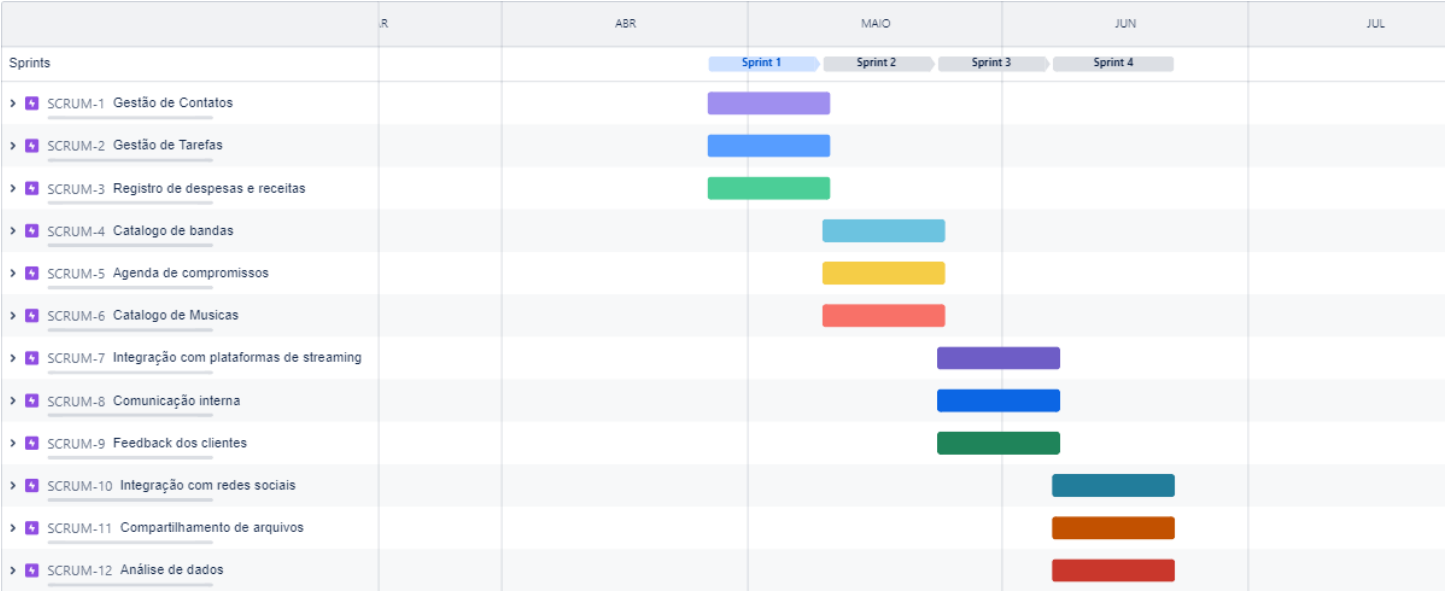 AR ABR MAIO JUN JUL
Sprints Sprint 1 Sprint 2 Sprint 3 Sprint 4
SCRUM-1 Gestão de Contatos
SCRUM-2 Gestão de Tarefas
SCRUM-3 Registro de despesas e receitas
SCRUM-4 Catalogo de bandas
SCRUM-5 Agenda de compromissos
SCRUM-6 Catalogo de Musicas
SCRUM-7 Integração com plataformas de streaming
SCRUM-8 Comunicação interna
SCRUM-9 Feedback dos clientes
SCRUM-10 Integração com redes sociais
SCRUM-11 Compartilhamento de arquivos
SCRUM-12 Análise de dados